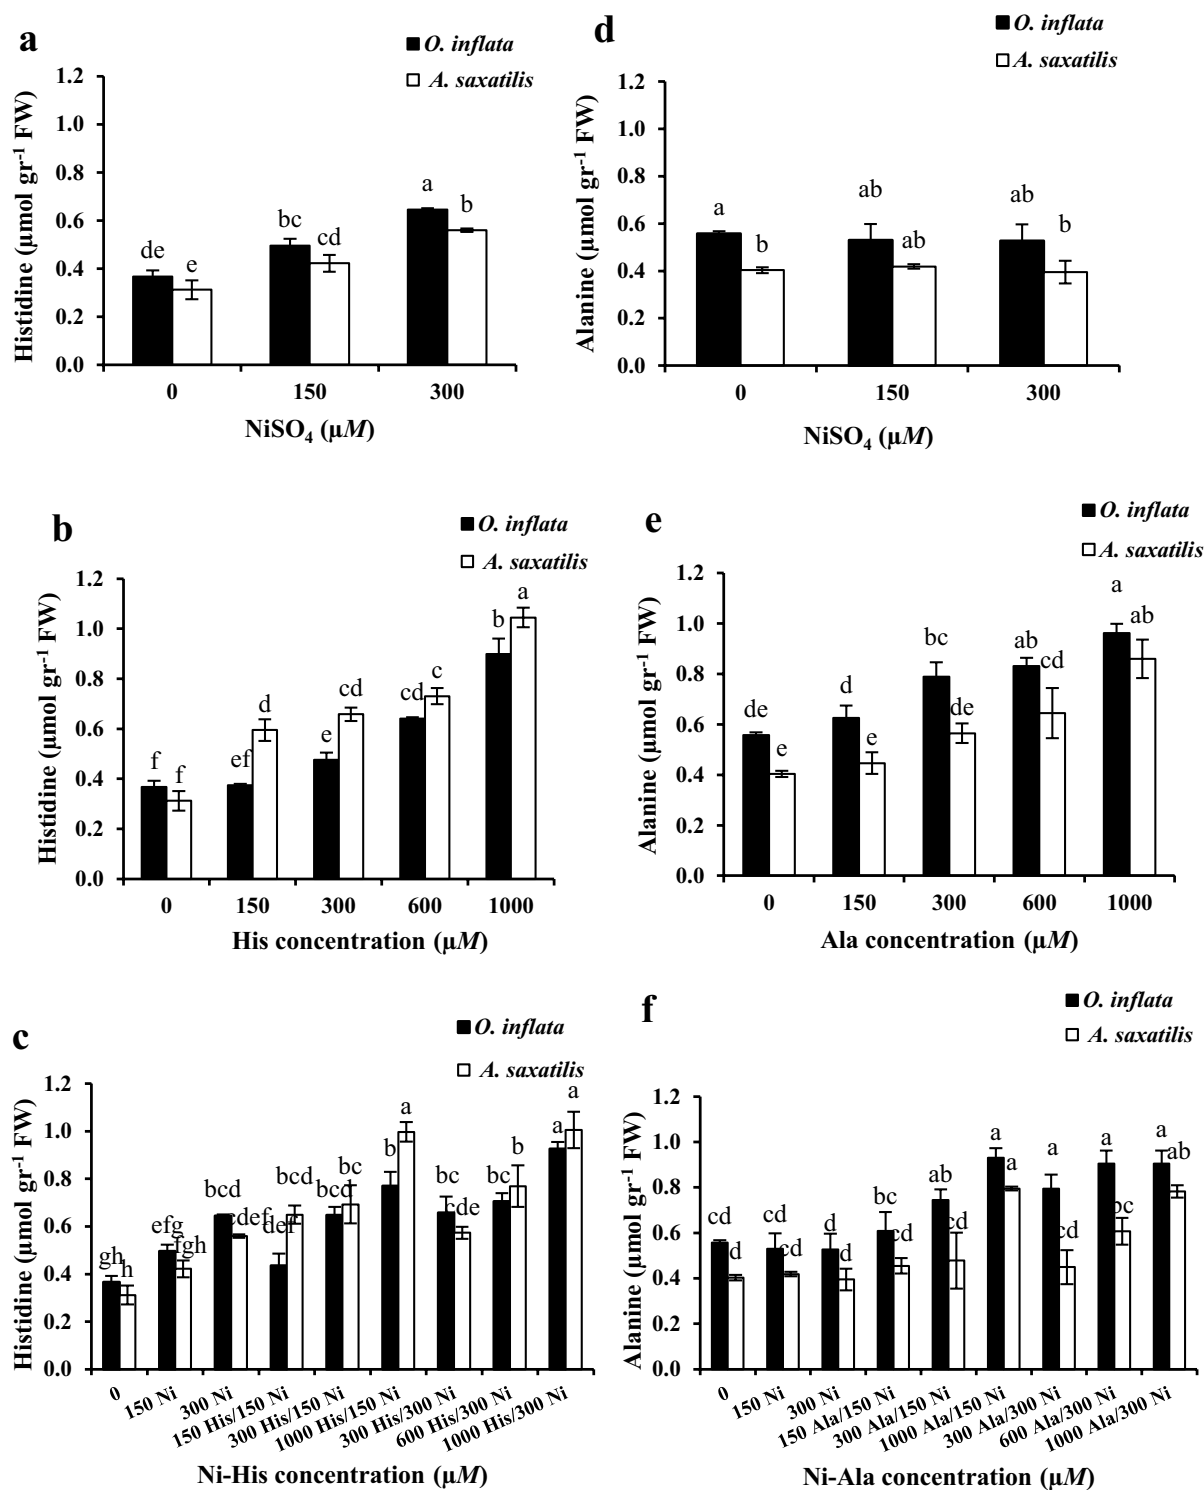 a
O. inflata
A. saxatilis
Histidine (µmol gr-1 FW)
1.2
1.0
0.8
0.6
0.4
0.2
0.0
de
e
bc
cd
a
b
0
150
300
NiSO4 (µM)
d
O. inflata
A. saxatilis
Alanine (µmol gr-1 FW)
1.2
1.0
0.8
0.6
0.4
0.2
0.0
a
b
ab
ab
ab
b
0
150
300
NiSO4 (µM)
b
O. inflata
A. saxatilis
Histidine (µmol gr-1 FW)
1.2
1.0
0.8
0.6
0.4
0.2
0.0
f
f
ef
d
e
cd
cd
c
b
a
0
150
300
600
1000
His concentration (µM)
e
O. inflata
A. saxatilis
Alanine (µmol gr-1 FW)
1.2
1.0
0.8
0.6
0.4
0.2
0.0
de
e
d
e
bc
de
ab
cd
a
ab
0
150
300
600
1000
Ala concentration (µM)
c
O. inflata
A. saxatilis
Histidine (µmol gr-1 FW)
1.2
1.0
0.8
0.6
0.4
0.2
0.0
gh
h
efg
fgh
bcd
cdef
def
bcd
bcd
bc
b
a
bc
cde
bc
b
a
a
0
150 Ni
300 Ni
150 His/150 Ni
300 His/150 Ni
1000 His/150 Ni
300 His/300 Ni
600 His/300 Ni
1000 His/300 Ni
Ni-His concentration (µM)
f
O. inflata
A. saxatilis
Alanine (µmol gr-1 FW)
1.2
1.0
0.8
0.6
0.4
0.2
0.0
cd
d
cd
cd
d
d
bc
cd
ab
cd
a
a
a
cd
a
bc
a
ab
0
150 Ni
300 Ni
150 Ala/150 Ni
300 Ala/150 Ni
1000 Ala/150 Ni
300 Ala/300 Ni
600 Ala/300 Ni
1000 Ala/300 Ni
Ni-Ala concentration (µM)